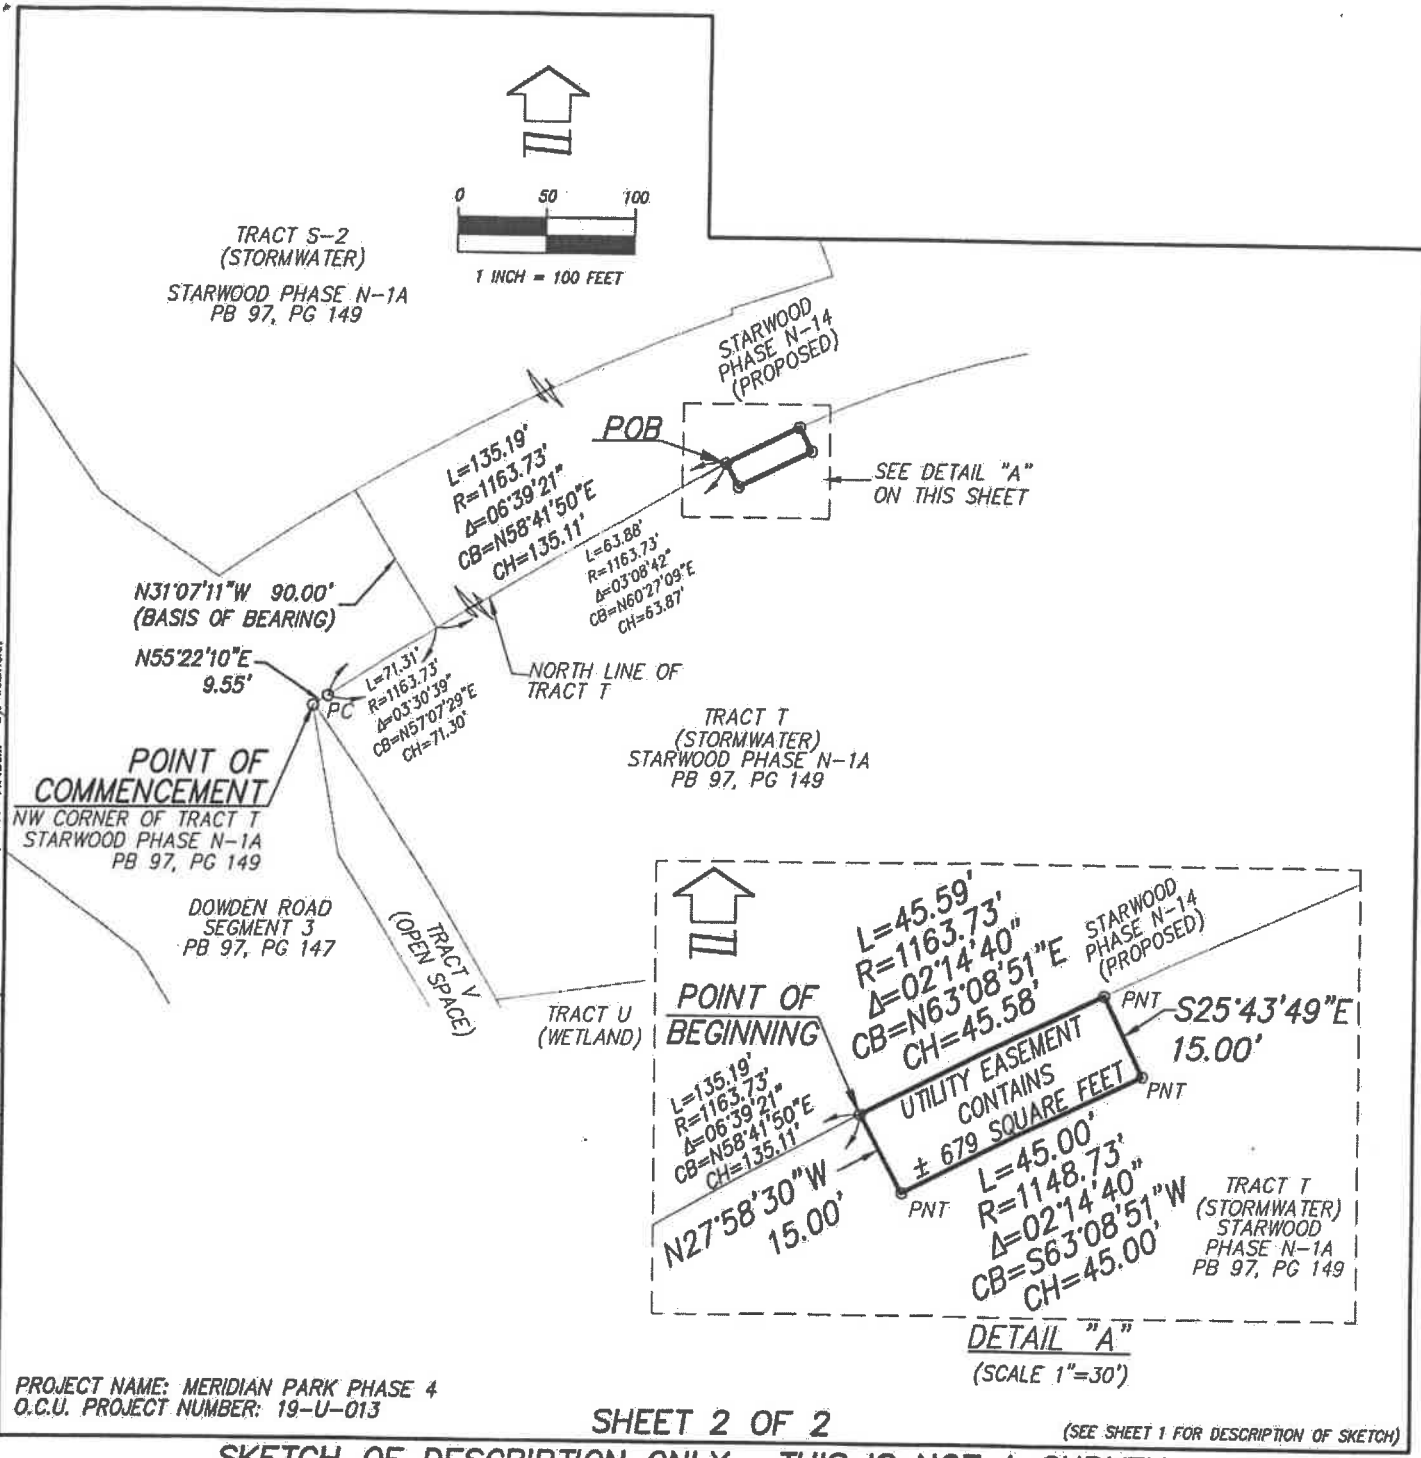 0 50 100
1 INCH = 100 FEET
TRACT S-2
(STORMWATER)
STARWOOD PHASE N-1A
PB 97, PG 149
STARWOOD
PHASE N-14
(PROPOSED)
POB
SEE DETAIL "A"
ON THIS SHEET
L=135.19'
R=1163.73'
Δ=06°39'21"
CB=N58°41'50"E
CH=135.11'
L=63.88'
R=1163.73'
Δ=03°08'42"
CB=N60°27'09"E
CH=63.87'
N31°07'11"W 90.00'
(BASIS OF BEARING)
N55°22'10"E
9.55'
PC
L=71.31'
R=1163.73'
Δ=03°30'39"
CB=N57°07'29"E
CH=71.30'
NORTH LINE OF
TRACT T
TRACT T
(STORMWATER)
STARWOOD PHASE N-1A
PB 97, PG 149
POINT OF
COMMENCEMENT
NW CORNER OF TRACT T
STARWOOD PHASE N-1A
PB 97, PG 149
DOWDEN ROAD
SEGMENT 3
PB 97, PG 147
TRACT V
(OPEN SPACE)
TRACT U
(WETLAND)
L=45.59'
R=1163.73'
Δ=02°14'40"
CB=N63°08'51"E
CH=45.58'
STARWOOD
PHASE N-14
(PROPOSED)
POINT OF
BEGINNING
PNT
S25°43'49"E
15.00'
PNT
UTILITY EASEMENT
CONTAINS
± 679 SQUARE FEET
L=135.19'
R=1163.73'
Δ=06°39'21"
CB=N58°41'50"E
CH=135.11'
N27°58'30"W
15.00'
PNT
L=45.00'
R=1148.73'
Δ=02°14'40"
CB=S63°08'51"W
CH=45.00'
TRACT T
(STORMWATER)
STARWOOD
PHASE N-1A
PB 97, PG 149
DETAIL "A"
(SCALE 1"=30')
PROJECT NAME: MERIDIAN PARK PHASE 4
O.C.U. PROJECT NUMBER: 19-U-013
SHEET 2 OF 2
(SEE SHEET 1 FOR DESCRIPTION OF SKETCH)
SKETCH OF DESCRIPTION ONLY - THIS IS NOT A SURVEY